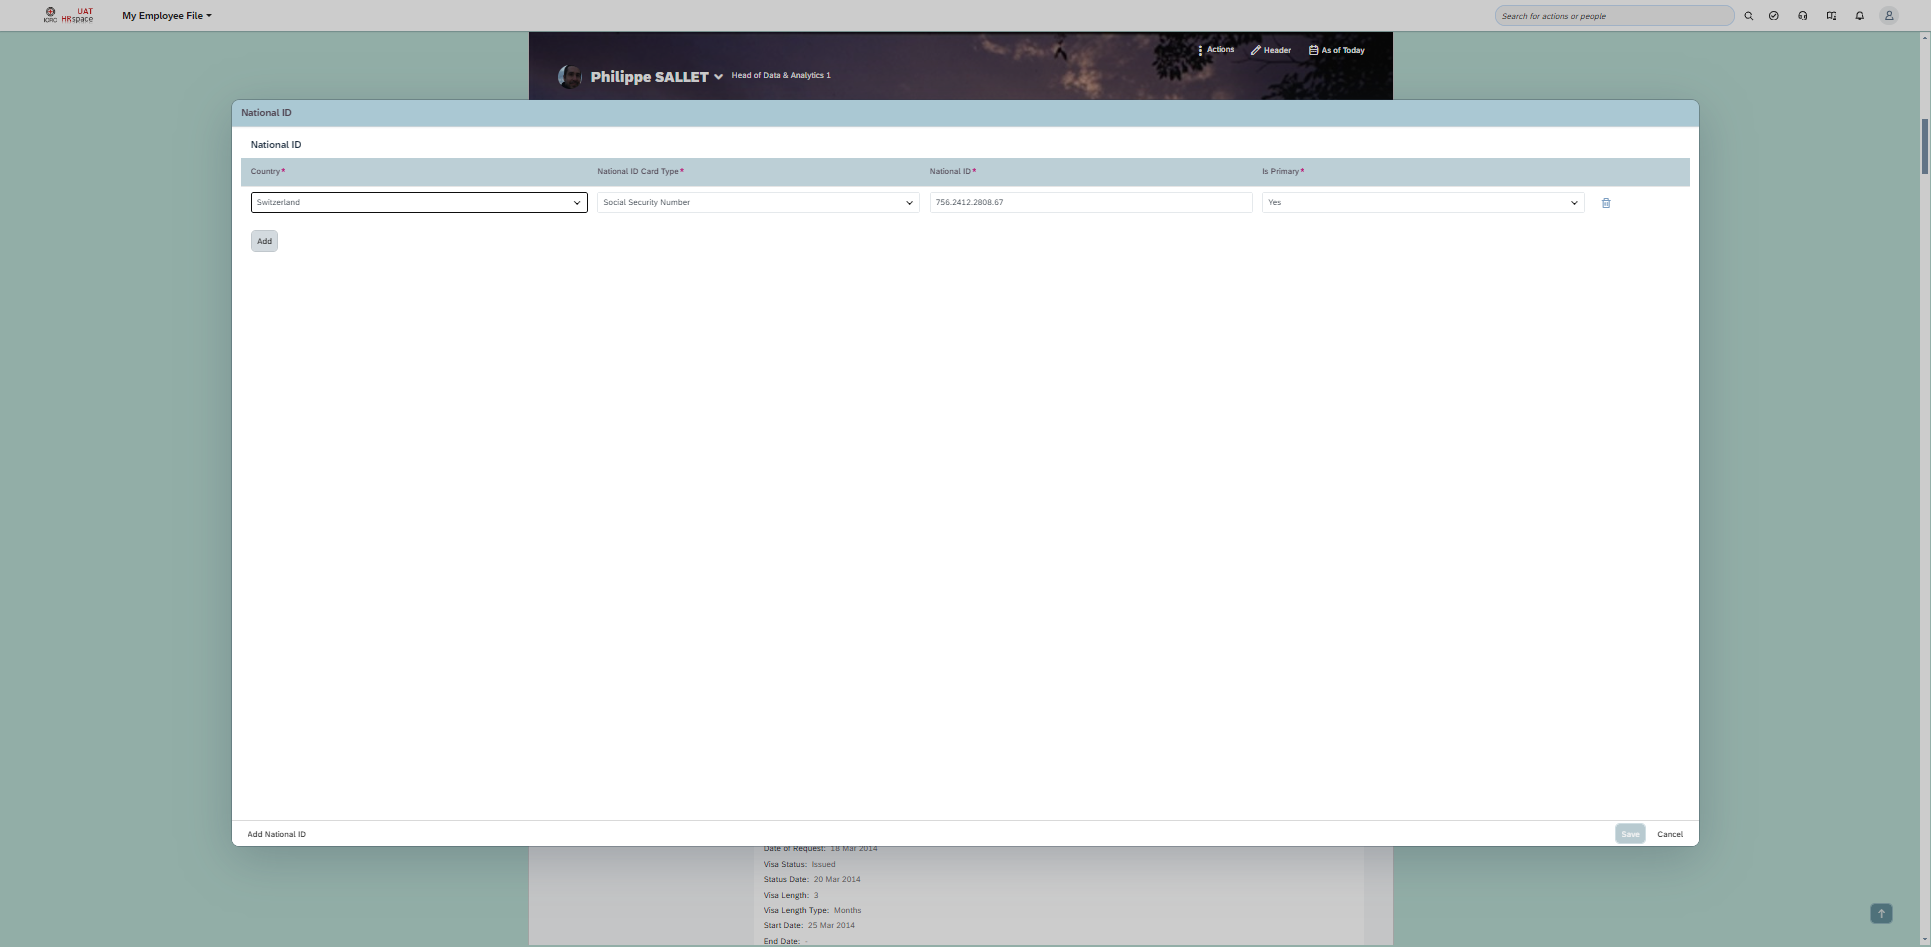 ICRC UAT HRspace My Employee File Search for actions or people
Actions Header As of Today
Philippe SALLET Head of Data & Analytics 1
National ID
National ID
Country* National ID Card Type* National ID* Is Primary*
Switzerland Social Security Number 756.2412.2808.67 Yes
Add
Add National ID Save Cancel
Date of Request: 18 Mar 2014
Visa Status: Issued
Status Date: 20 Mar 2014
Visa Length: 3
Visa Length Type: Months
Start Date: 25 Mar 2014
End Date: -